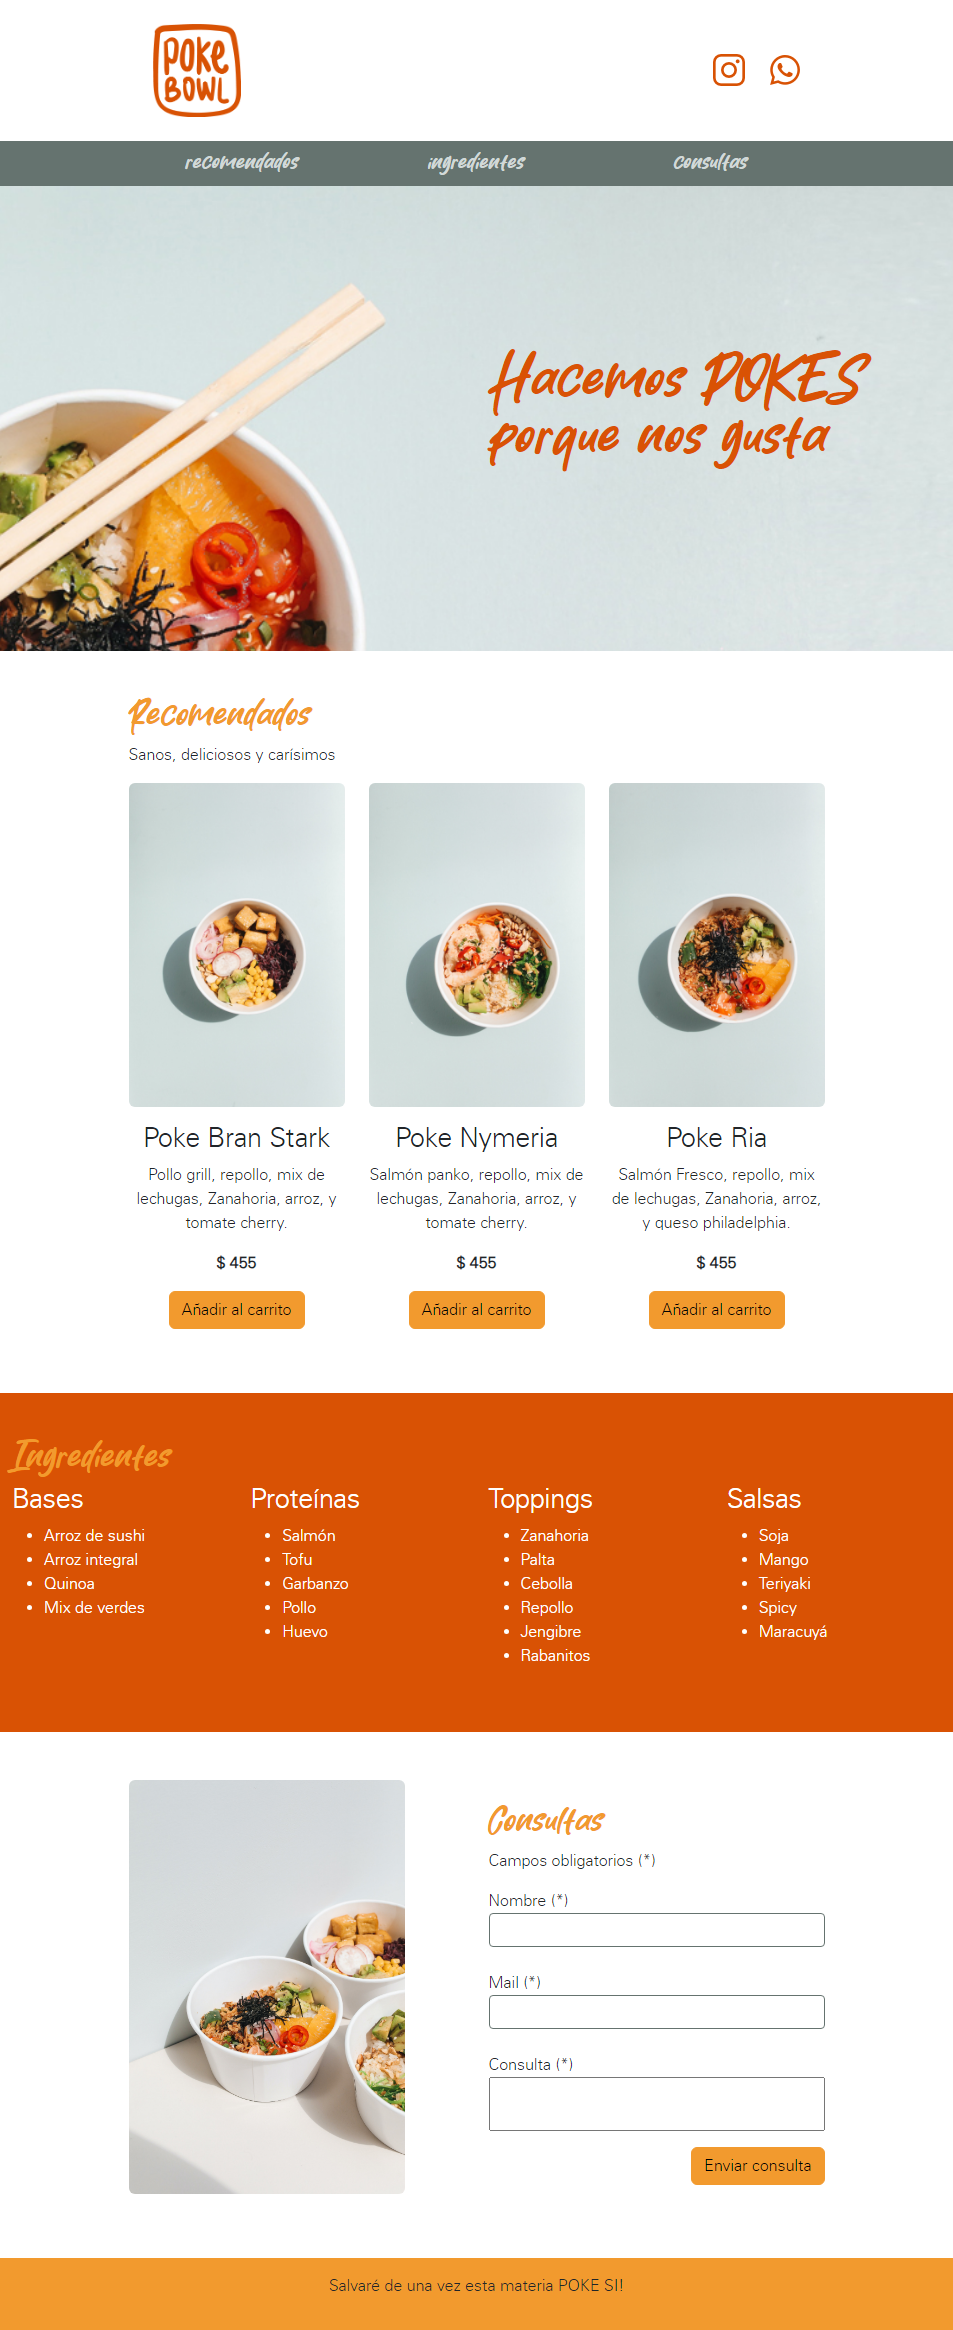 POKE
BOWL
recomendados
ingredientes
consultas
Hacemos POKES
porque nos gusta
Recomendados
Sanos, deliciosos y carísimos
Poke Bran Stark
Pollo grill, repollo, mix de
lechugas, Zanahoria, arroz, y
tomate cherry.
$ 455
Añadir al carrito
Poke Nymeria
Salmón panko, repollo, mix de
lechugas, Zanahoria, arroz, y
tomate cherry.
$ 455
Añadir al carrito
Poke Ria
Salmón Fresco, repollo, mix
de lechugas, Zanahoria, arroz,
y queso philadelphia.
$ 455
Añadir al carrito
Ingredientes
Bases
• Arroz de sushi
• Arroz integral
• Quinoa
• Mix de verdes
Proteínas
• Salmón
• Tofu
• Garbanzo
• Pollo
• Huevo
Toppings
• Zanahoria
• Palta
• Cebolla
• Repollo
• Jengibre
• Rabanitos
Salsas
• Soja
• Mango
• Teriyaki
• Spicy
• Maracuyá
Consultas
Campos obligatorios (*)
Nombre (*)
Mail (*)
Consulta (*)
Enviar consulta
Salvaré de una vez esta materia POKE SI!